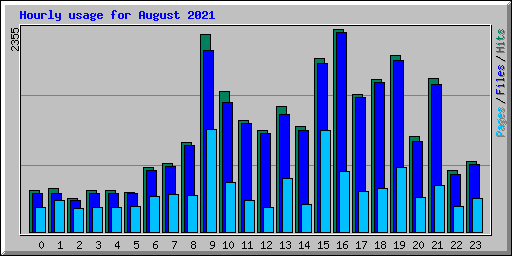 Hourly usage for August 2021
2355
Pages/Files/Hits
0 1 2 3 4 5 6 7 8 9 10 11 12 13 14 15 16 17 18 19 20 21 22 23